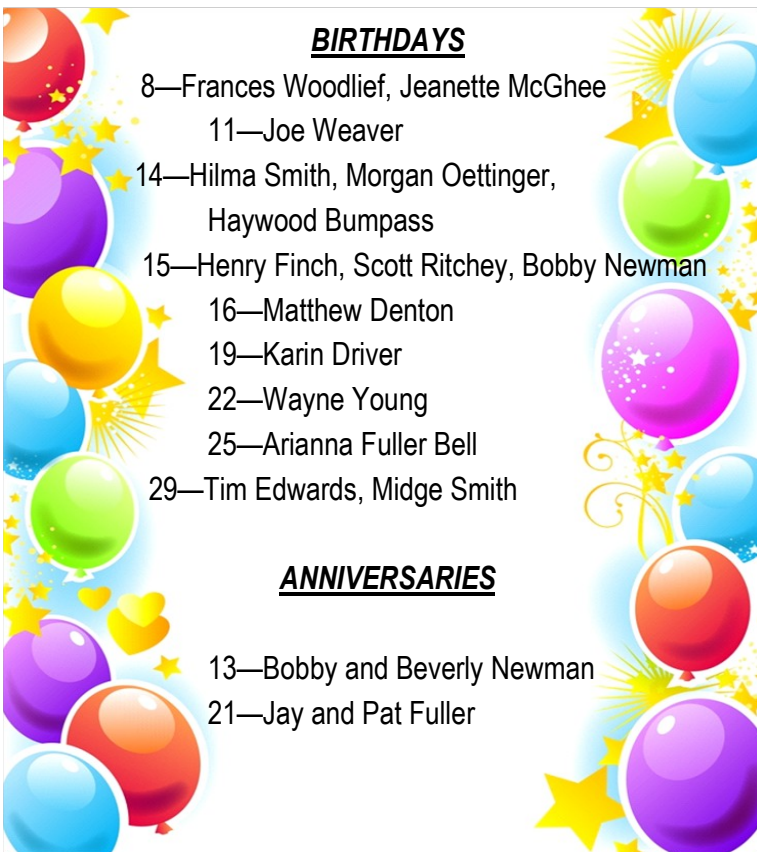 BIRTHDAYS
8—Frances Woodlief, Jeanette McGhee
11—Joe Weaver
14—Hilma Smith, Morgan Oettinger,
Haywood Bumpass
15—Henry Finch, Scott Ritchey, Bobby Newman
16—Matthew Denton
19—Karin Driver
22—Wayne Young
25—Arianna Fuller Bell
29—Tim Edwards, Midge Smith
ANNIVERSARIES
13—Bobby and Beverly Newman
21—Jay and Pat Fuller